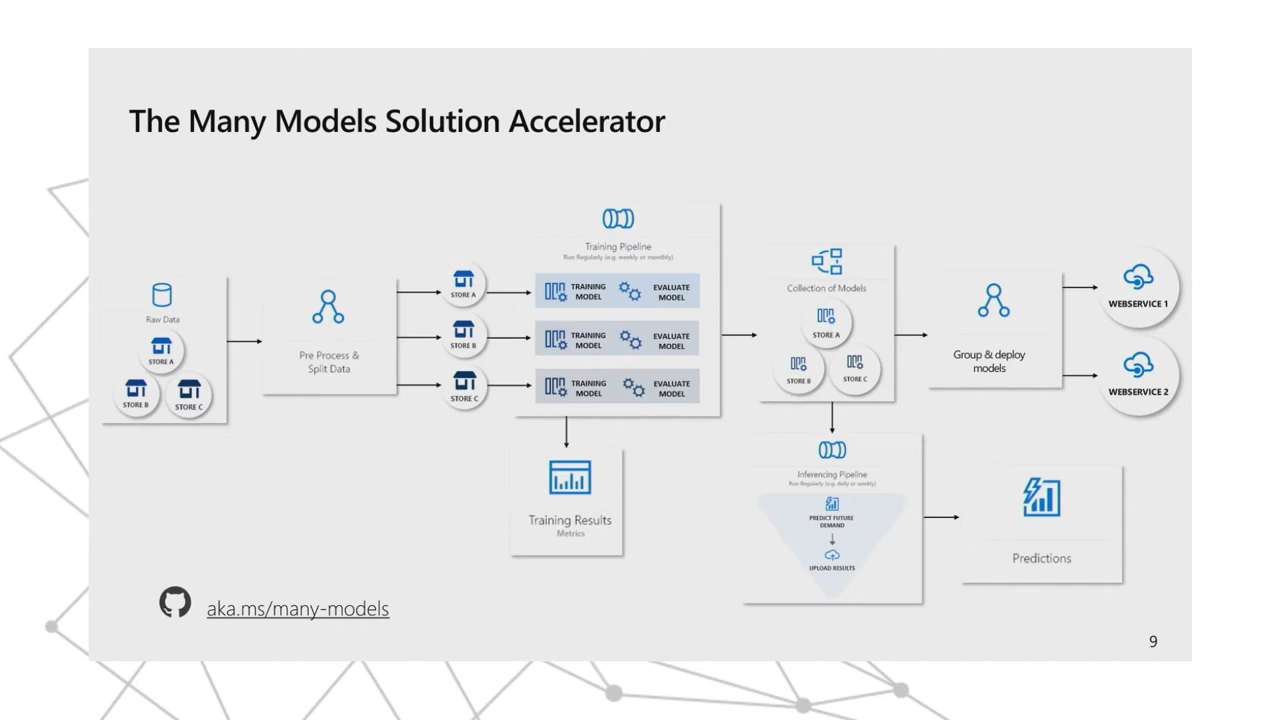 The Many Models Solution Accelerator
Raw Data
STORE A
STORE B
STORE C
Pre Process &
Split Data
STORE A
STORE B
STORE C
Training Pipeline
Run Regularly (e.g. weekly or monthly)
TRAINING
MODEL
EVALUATE
MODEL
TRAINING
MODEL
EVALUATE
MODEL
TRAINING
MODEL
EVALUATE
MODEL
Training Results
Metrics
Collection of Models
STORE A
STORE B
STORE C
Group & deploy
models
WEBSERVICE 1
WEBSERVICE 2
Inferencing Pipeline
Run Regularly (e.g. daily or weekly)
PREDICT FUTURE
DEMAND
UPLOAD RESULTS
Predictions
aka.ms/many-models
9